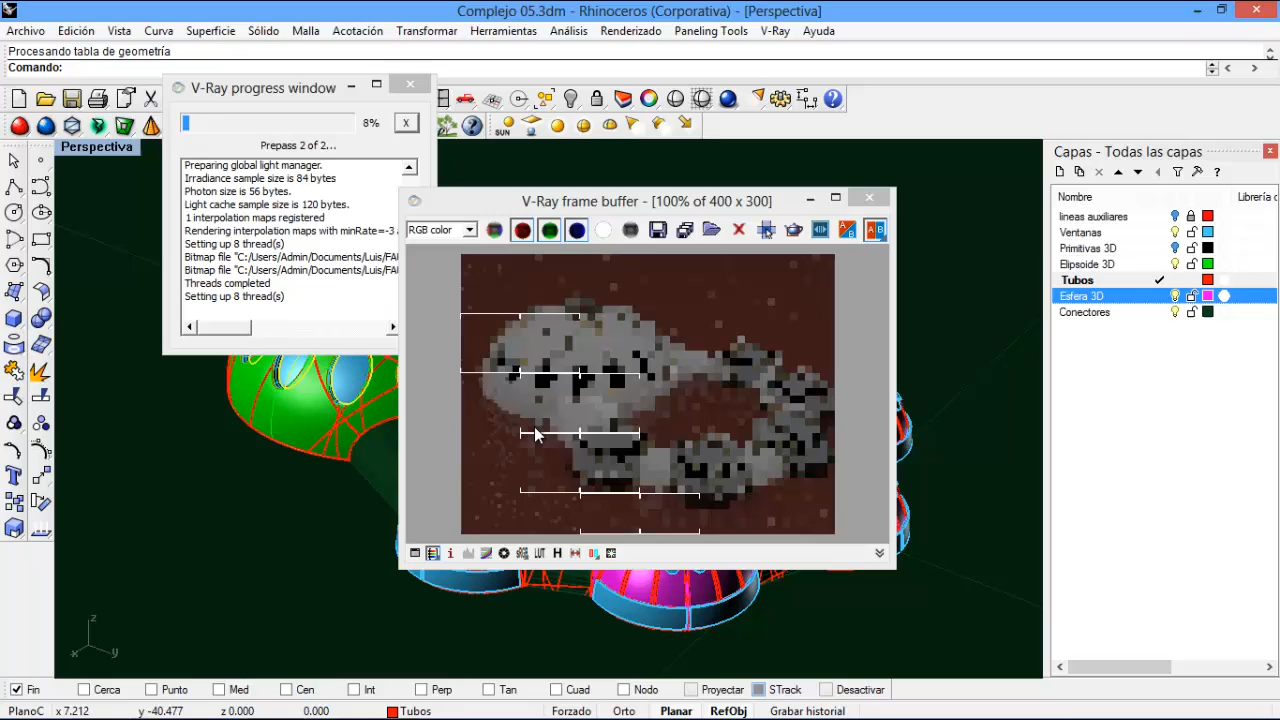 Complejo 05.3dm - Rhinoceros (Corporativa) - [Perspectiva]
Archivo Edición Vista Curva Superficie Sólido Malla Acotación Transformar Herramientas Análisis Renderizado Paneling Tools V-Ray Ayuda
Procesando tabla de geometría
Comando:
V-Ray progress window
8% X
Prepass 2 of 2...
Preparing global light manager.
Irradiance sample size is 84 bytes
Photon size is 56 bytes.
Light cache sample size is 120 bytes.
1 interpolation maps registered
Rendering interpolation maps with minRate=-3
Setting up 8 thread(s)
Bitmap file "C:/Users/Admin/Documents/Luis/FAU
Bitmap file "C:/Users/Admin/Documents/Luis/FAU
Threads completed
Setting up 8 thread(s)
SUN
Perspectiva
V-Ray frame buffer - [100% of 400 x 300]
RGB color
LUT H
z
x y
Capas - Todas las capas
Nombre Librería d
lineas auxiliares
Ventanas
Primitivas 3D
Elipsoide 3D
Tubos
Esfera 3D
Conectores
Fin Cerca Punto Med Cen Int Perp Tan Cuad Nodo Proyectar STrack Desactivar
PlanoC x 7.212 y -40.477 z 0.000 0.000 Tubos Forzado Orto Planar RefObj Grabar historial